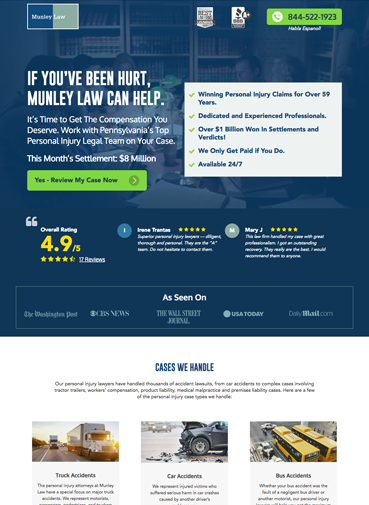 Munley Law
BEST
LAW FIRMS
BBB
844-522-1923
Habla Espanol!
IF YOU'VE BEEN HURT,
MUNLEY LAW CAN HELP.
It's Time to Get The Compensation You
Deserve. Work with Pennsylvania's Top
Personal Injury Legal Team on Your Case.
This Month's Settlement: $8 Million
Yes - Review My Case Now
Winning Personal Injury Claims for Over 59
Years.
Dedicated and Experienced Professionals.
Over $1 Billion Won In Settlements and
Verdicts!
We Only Get Paid if You Do.
Available 24/7
Overall Rating
4.9/5
17 Reviews
I
Irene Trantas
Superior personal injury lawyers — diligent,
thorough and personal. They are the "A"
team. Do not hesitate to contact them.
M
Mary J
This law firm handled my case with great
professionalism. I got an outstanding
recovery. They really are the best. I would
recommend them to anyone.
As Seen On
The Washington Post
CBS NEWS
THE WALL STREET
JOURNAL
USA TODAY
DailyMail.com
CASES WE HANDLE
Our personal injury lawyers have handled thousands of accident lawsuits, from car accidents to complex cases involving
tractor trailers, workers' compensation, product liability, medical malpractice and premises liability cases. Here are a few
of the personal injury case types we handle:
Truck Accidents
The personal injury attorneys at Munley
Law have a special focus on major truck
accidents. We represent motorists,
Car Accidents
We represent injured victims who
suffered serious harm in car crashes
caused by another driver's
Bus Accidents
Whether your bus accident was the
fault of a negligent bus driver or
another motorist, our personal injury